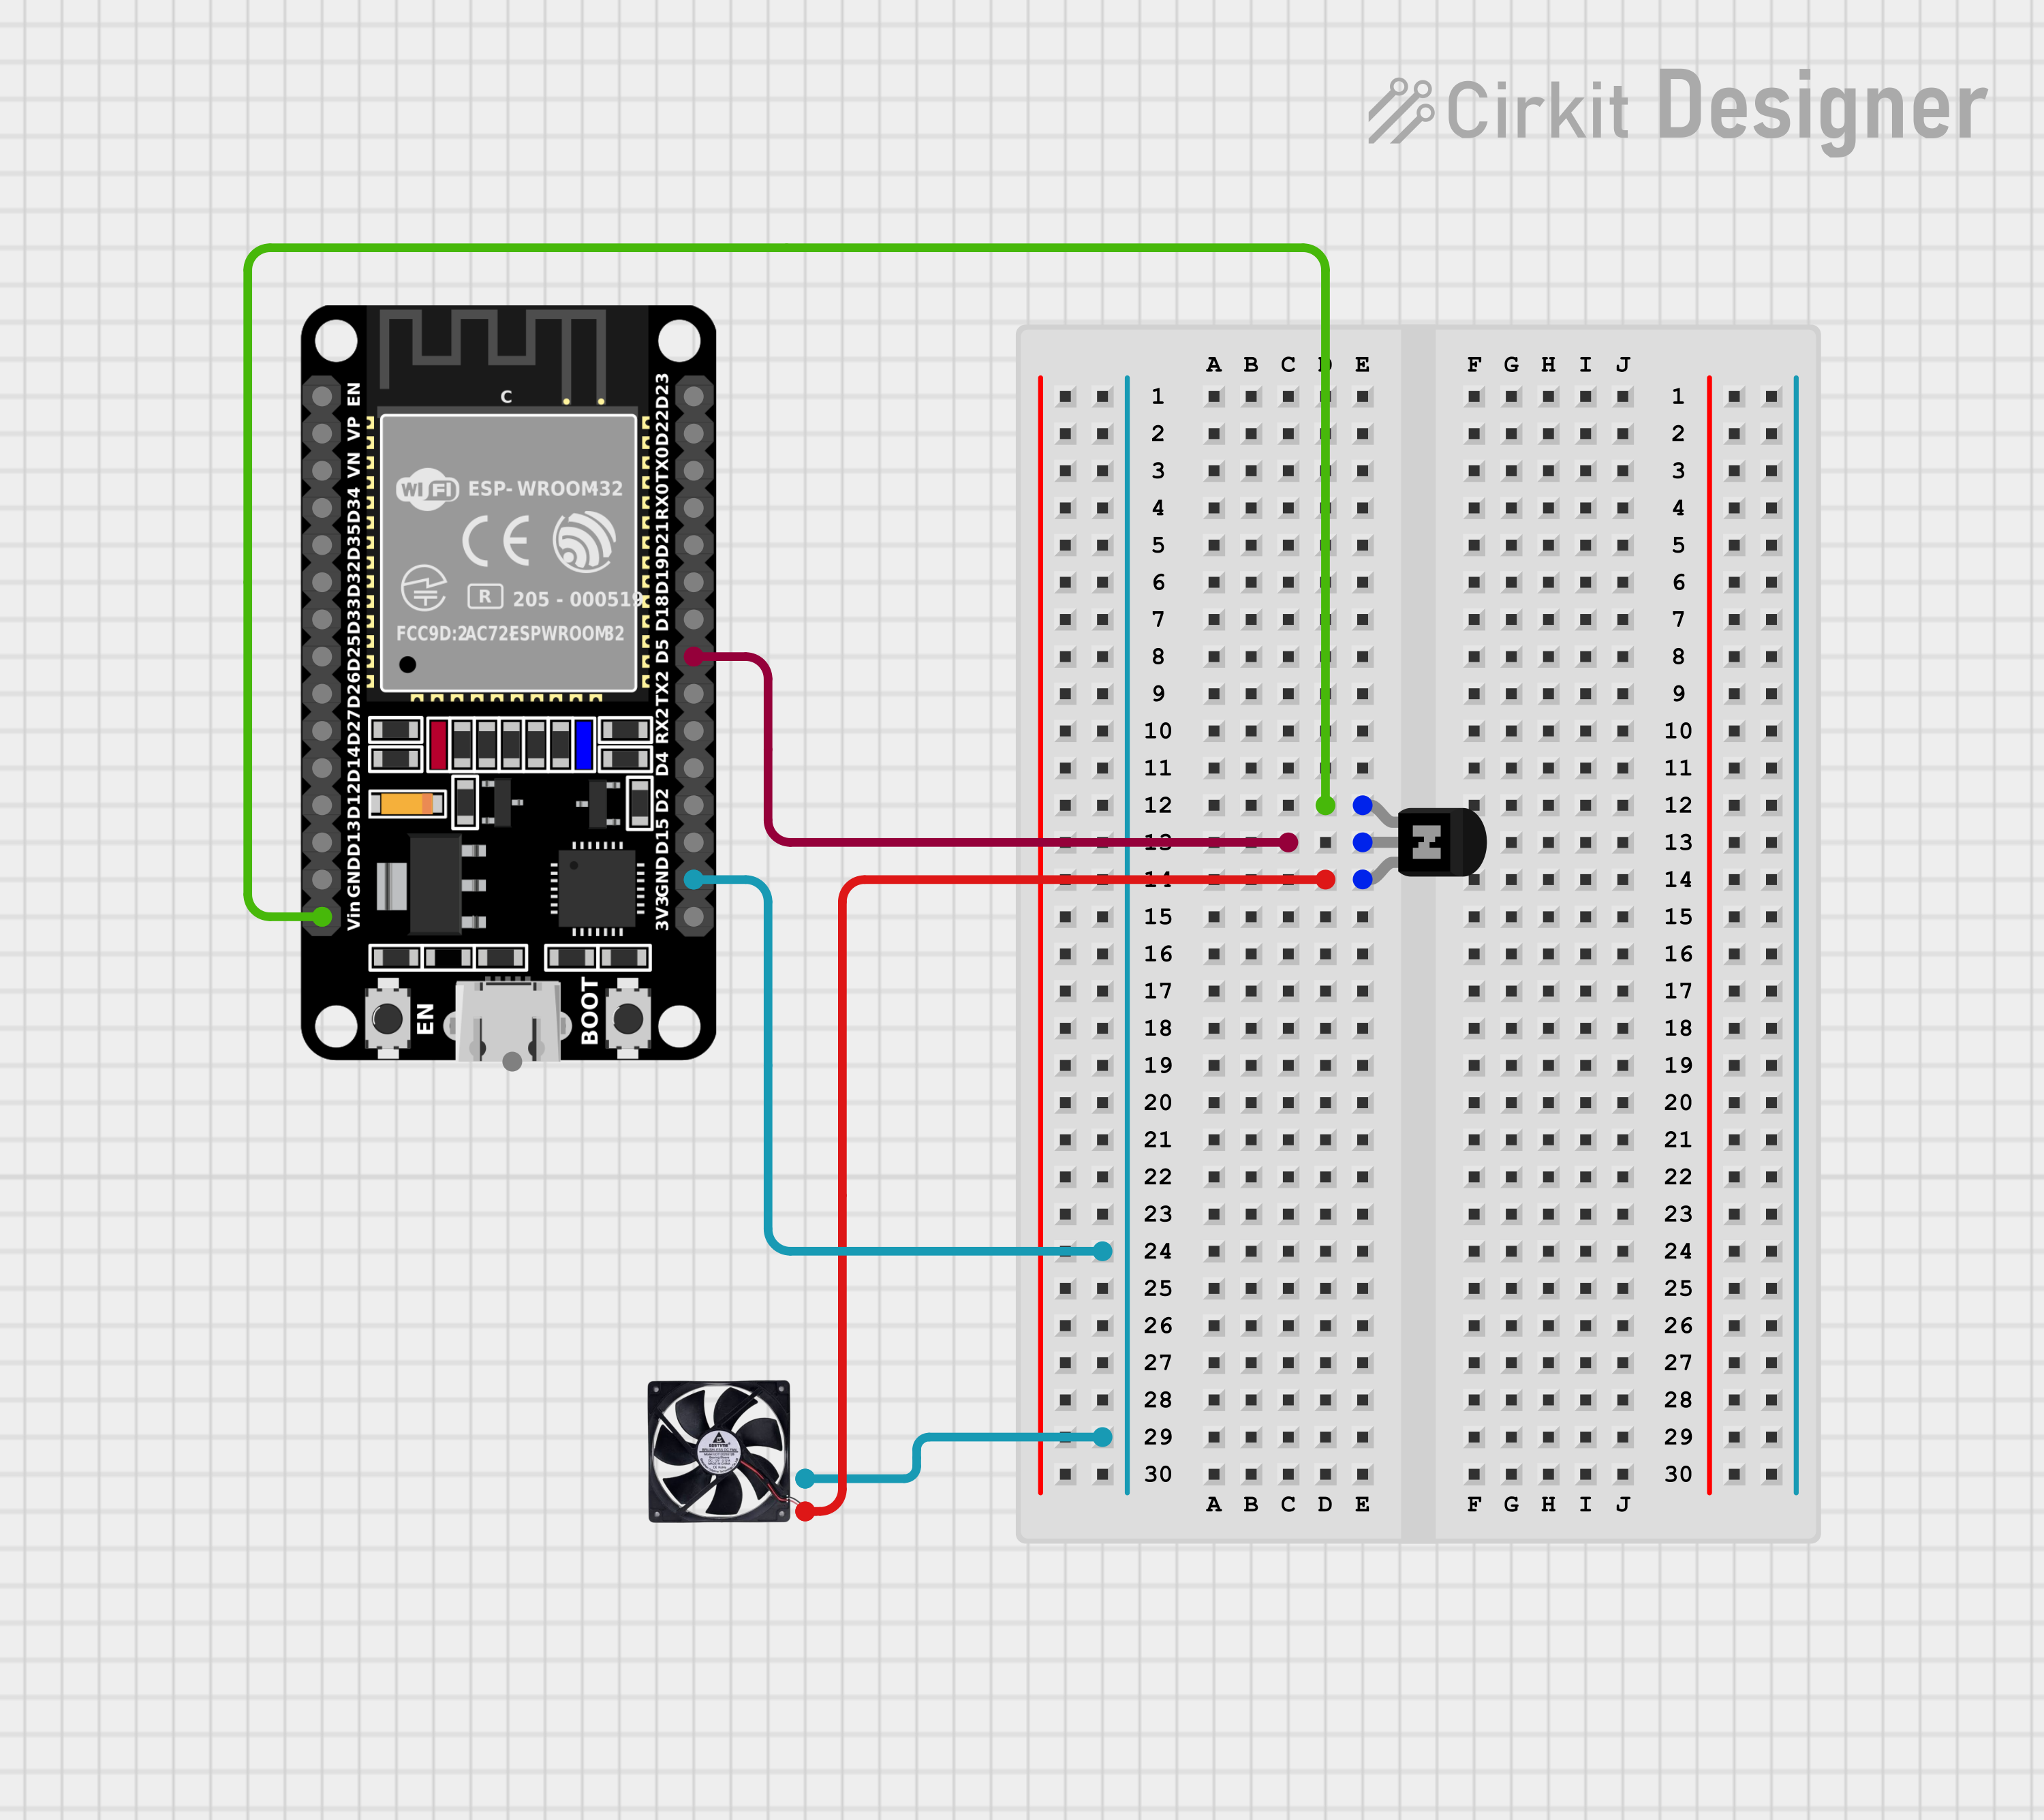 Cirkit Designer
C
EN
VP
VN
D34
D35
D32
D33
D25
D26
D27
D14
D12
D13
GND
Vin
D23
D22
TX0
RX0
D21
D19
D18
D5
TX2
RX2
D4
D2
D15
GND
3V3
WI FI ESP-WROOM-32
CE
R 205 - 000519
FCC9D:2AC72ESPWROOM32
EN
BOOT
A B C D E F G H I J
1 1
2 2
3 3
4 4
5 5
6 6
7 7
8 8
9 9
10 10
11 11
12 12
13 13
14 14
15 15
16 16
17 17
18 18
19 19
20 20
21 21
22 22
23 23
24 24
25 25
26 26
27 27
28 28
29 29
30 30
A B C D E F G H I J